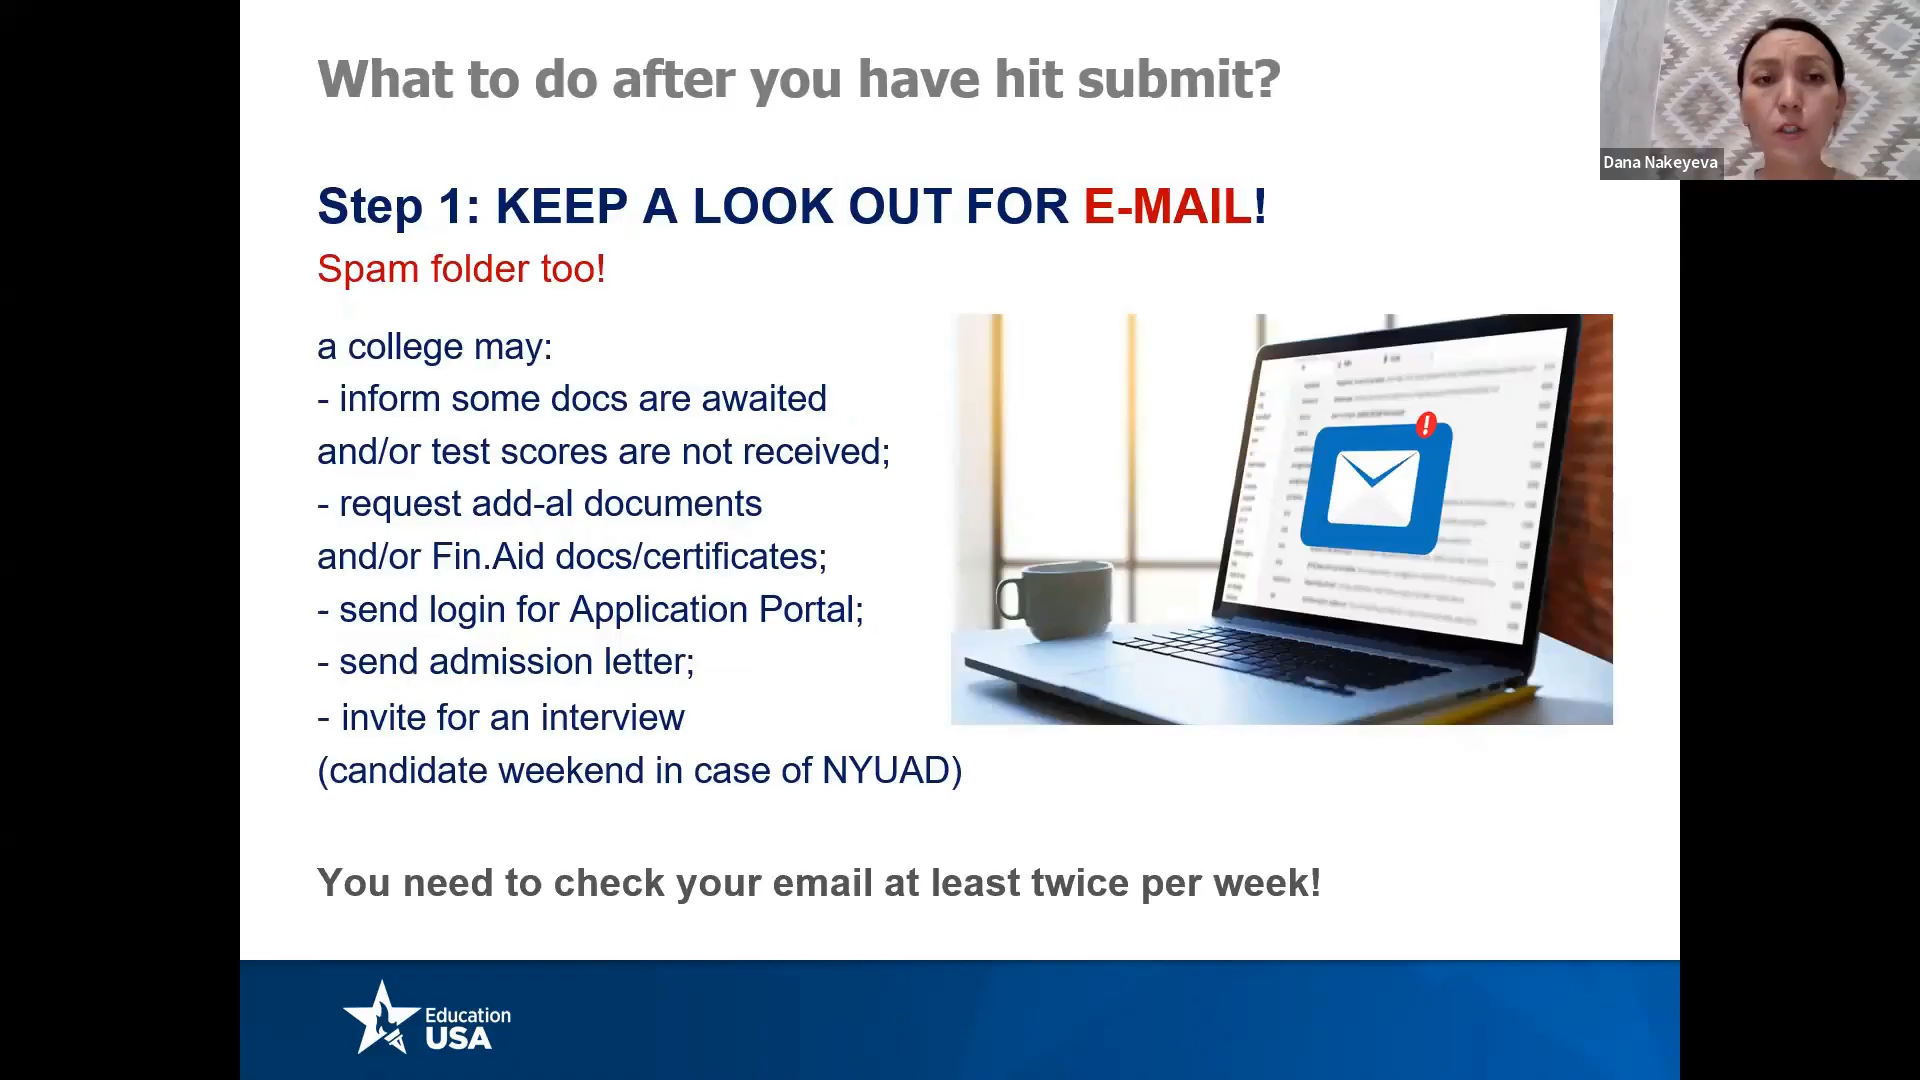 What to do after you have hit submit?
Dana Nakeyeva
Step 1: KEEP A LOOK OUT FOR E-MAIL!
Spam folder too!
a college may:
- inform some docs are awaited
and/or test scores are not received;
- request add-al documents
and/or Fin.Aid docs/certificates;
- send login for Application Portal;
- send admission letter;
- invite for an interview
(candidate weekend in case of NYUAD)
!
You need to check your email at least twice per week!
Education
USA